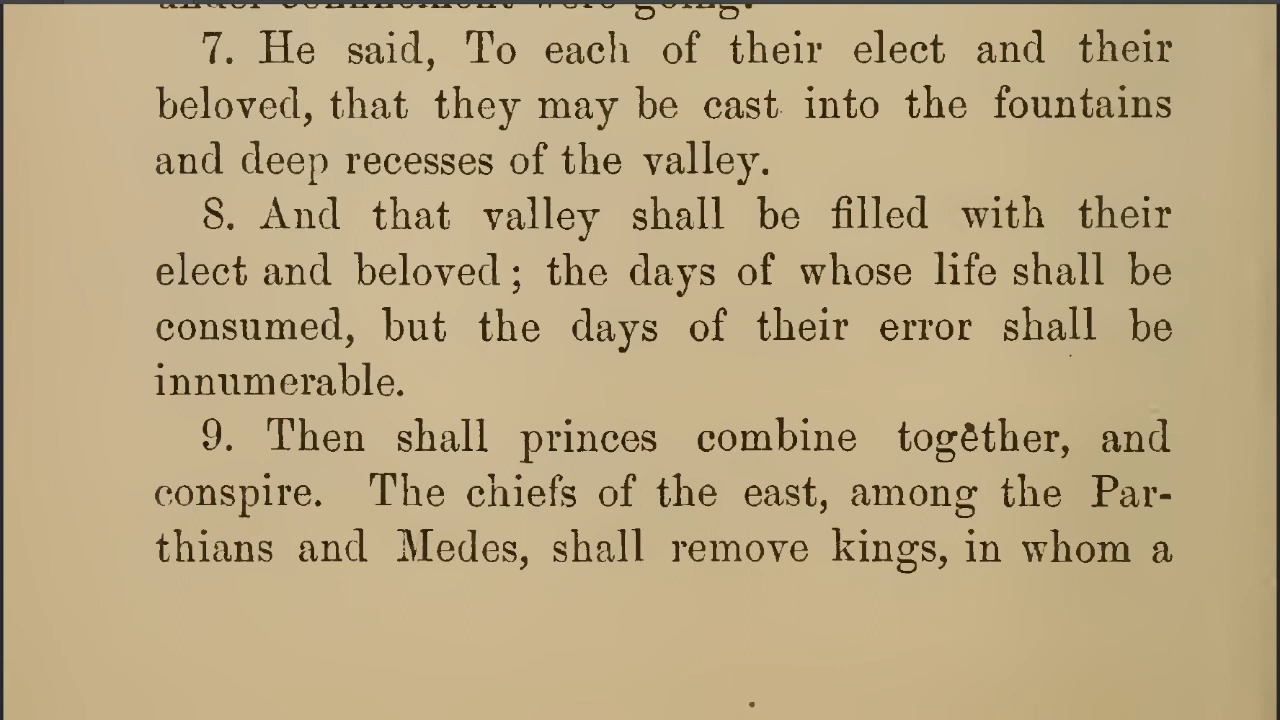 under confinement were going.
7. He said, To each of their elect and their
beloved, that they may be cast into the fountains
and deep recesses of the valley.
8. And that valley shall be filled with their
elect and beloved; the days of whose life shall be
consumed, but the days of their error shall be
innumerable.
9. Then shall princes combine together, and
conspire. The chiefs of the east, among the Par-
thians and Medes, shall remove kings, in whom a